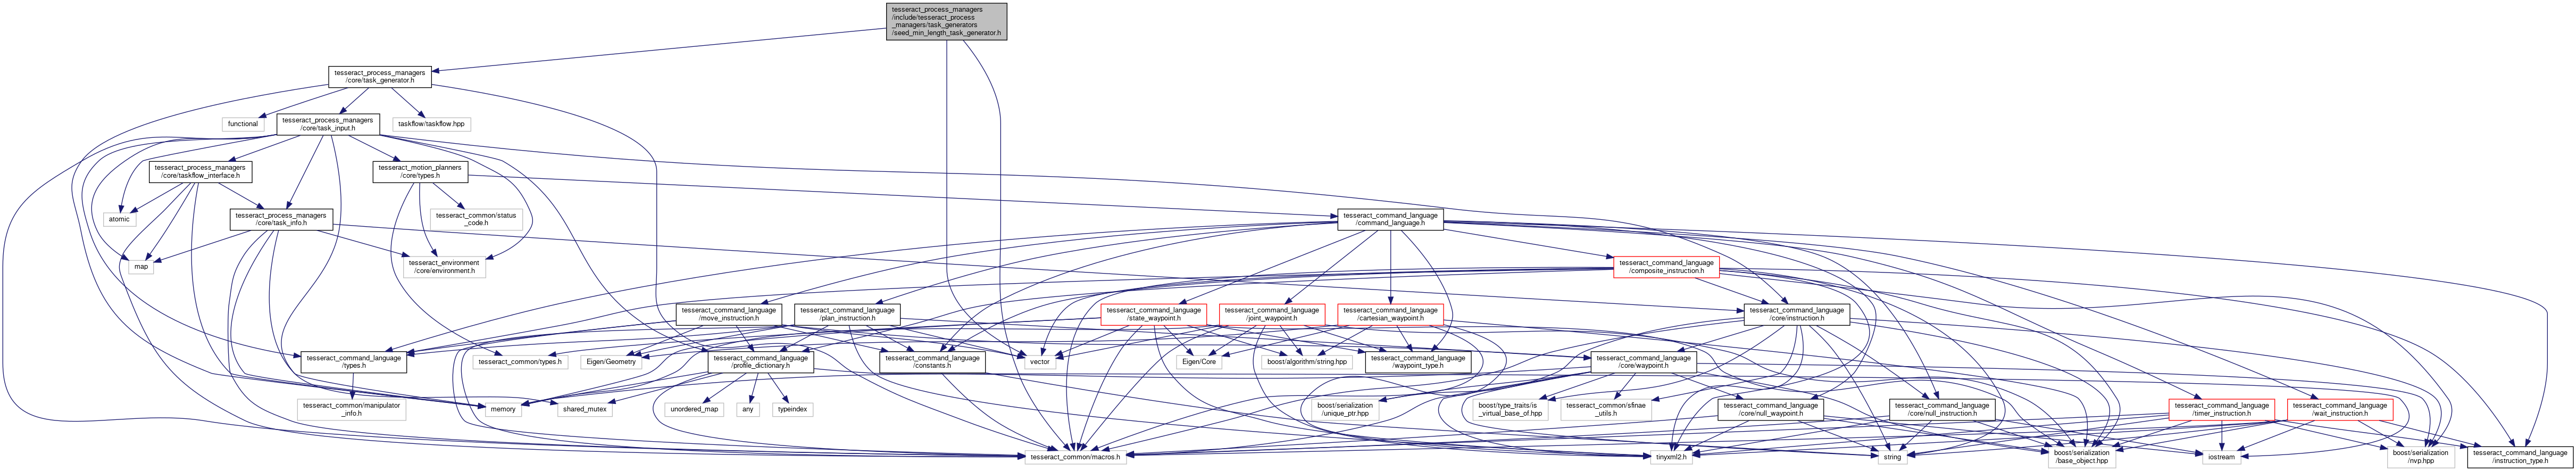 tesseract_process_managers
/include/tesseract_process
_managers/task_generators
/seed_min_length_task_generator.h
tesseract_process_managers
/core/task_generator.h
functional
tesseract_process_managers
/core/task_input.h
taskflow/taskflow.hpp
tesseract_process_managers
/core/taskflow_interface.h
tesseract_motion_planners
/core/types.h
atomic
tesseract_process_managers
/core/task_info.h
tesseract_common/status
_code.h
tesseract_command_language
/command_language.h
map
tesseract_environment
/core/environment.h
tesseract_command_language
/composite_instruction.h
tesseract_command_language
/move_instruction.h
tesseract_command_language
/plan_instruction.h
tesseract_command_language
/state_waypoint.h
tesseract_command_language
/joint_waypoint.h
tesseract_command_language
/cartesian_waypoint.h
tesseract_command_language
/core/instruction.h
tesseract_command_language
/types.h
tesseract_common/types.h
Eigen/Geometry
tesseract_command_language
/profile_dictionary.h
tesseract_command_language
/constants.h
vector
Eigen/Core
boost/algorithm/string.hpp
tesseract_command_language
/waypoint_type.h
tesseract_command_language
/core/waypoint.h
tesseract_common/manipulator
_info.h
memory
shared_mutex
unordered_map
any
typeindex
boost/serialization
/unique_ptr.hpp
boost/type_traits/is
_virtual_base_of.hpp
tesseract_common/sfinae
_utils.h
tesseract_command_language
/core/null_waypoint.h
tesseract_command_language
/core/null_instruction.h
tesseract_command_language
/timer_instruction.h
tesseract_command_language
/wait_instruction.h
tesseract_common/macros.h
tinyxml2.h
string
boost/serialization
/base_object.hpp
iostream
boost/serialization
/nvp.hpp
tesseract_command_language
/instruction_type.h